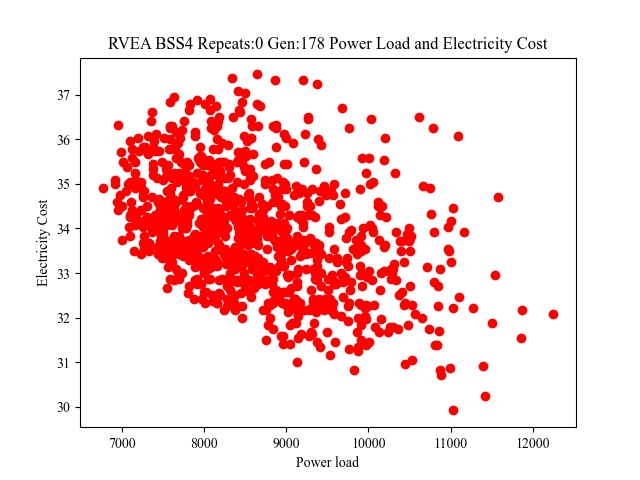 RVEA BSS4 Repeats:0 Gen:178 Power Load and Electricity Cost
37
36
35
34
33
32
31
30
Electricity Cost
7000 8000 9000 10000 11000 12000
Power load